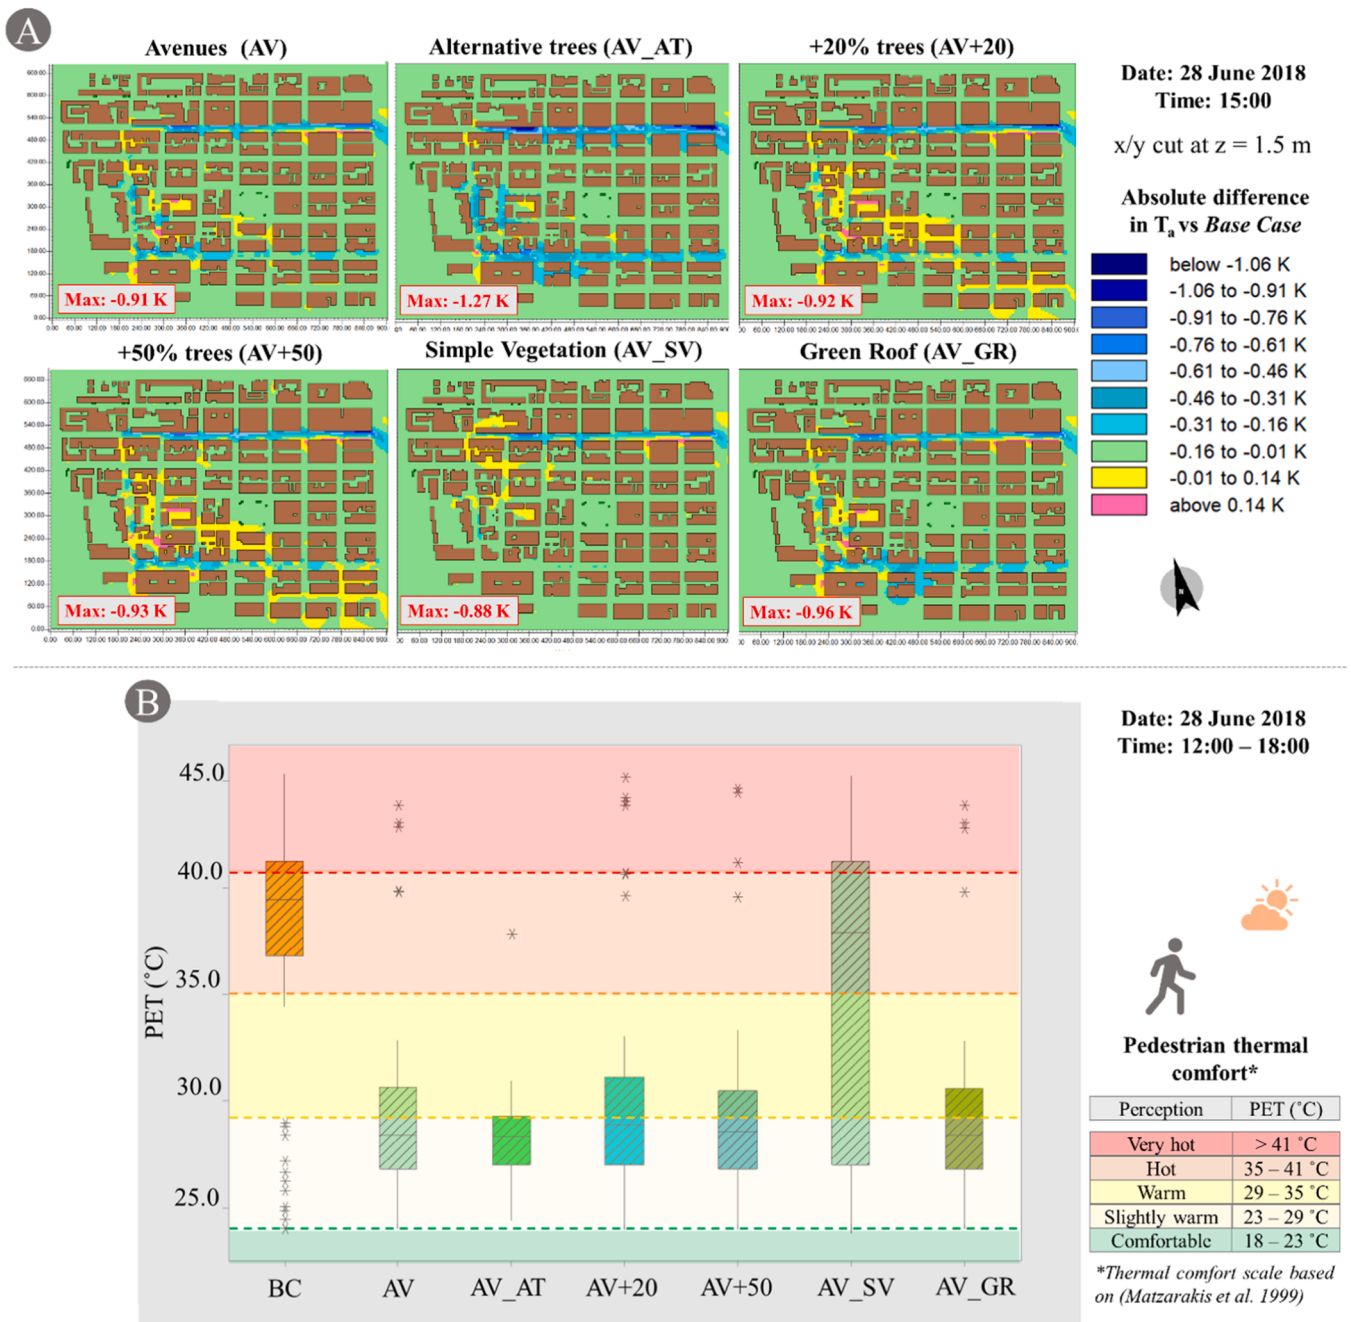 A
Avenues (AV)
Alternative trees (AV_AT)
+20% trees (AV+20)
Max: -0.91 K
Max: -1.27 K
Max: -0.92 K
+50% trees (AV+50)
Simple Vegetation (AV_SV)
Green Roof (AV_GR)
Max: -0.93 K
Max: -0.88 K
Max: -0.96 K
Date: 28 June 2018
Time: 15:00
x/y cut at z = 1.5 m
Absolute difference
in Ta vs Base Case
below -1.06 K
-1.06 to -0.91 K
-0.91 to -0.76 K
-0.76 to -0.61 K
-0.61 to -0.46 K
-0.46 to -0.31 K
-0.31 to -0.16 K
-0.16 to -0.01 K
-0.01 to 0.14 K
above 0.14 K
N
B
PET (˚C)
45.0
40.0
35.0
30.0
25.0
BC
AV
AV_AT
AV+20
AV+50
AV_SV
AV_GR
Date: 28 June 2018
Time: 12:00 – 18:00
Pedestrian thermal
comfort*
Perception PET (˚C)
Very hot > 41 ˚C
Hot 35 – 41 ˚C
Warm 29 – 35 ˚C
Slightly warm 23 – 29 ˚C
Comfortable 18 – 23 ˚C
*Thermal comfort scale based
on (Matzarakis et al. 1999)